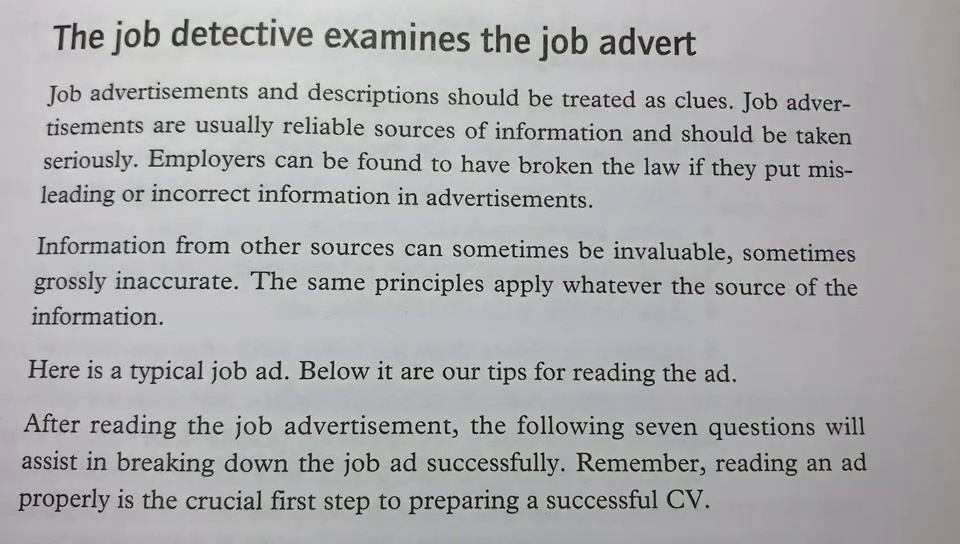 The job detective examines the job advert
Job advertisements and descriptions should be treated as clues. Job adver-
tisements are usually reliable sources of information and should be taken
seriously. Employers can be found to have broken the law if they put mis-
leading or incorrect information in advertisements.
Information from other sources can sometimes be invaluable, sometimes
grossly inaccurate. The same principles apply whatever the source of the
information.
Here is a typical job ad. Below it are our tips for reading the ad.
After reading the job advertisement, the following seven questions will
assist in breaking down the job ad successfully. Remember, reading an ad
properly is the crucial first step to preparing a successful CV.